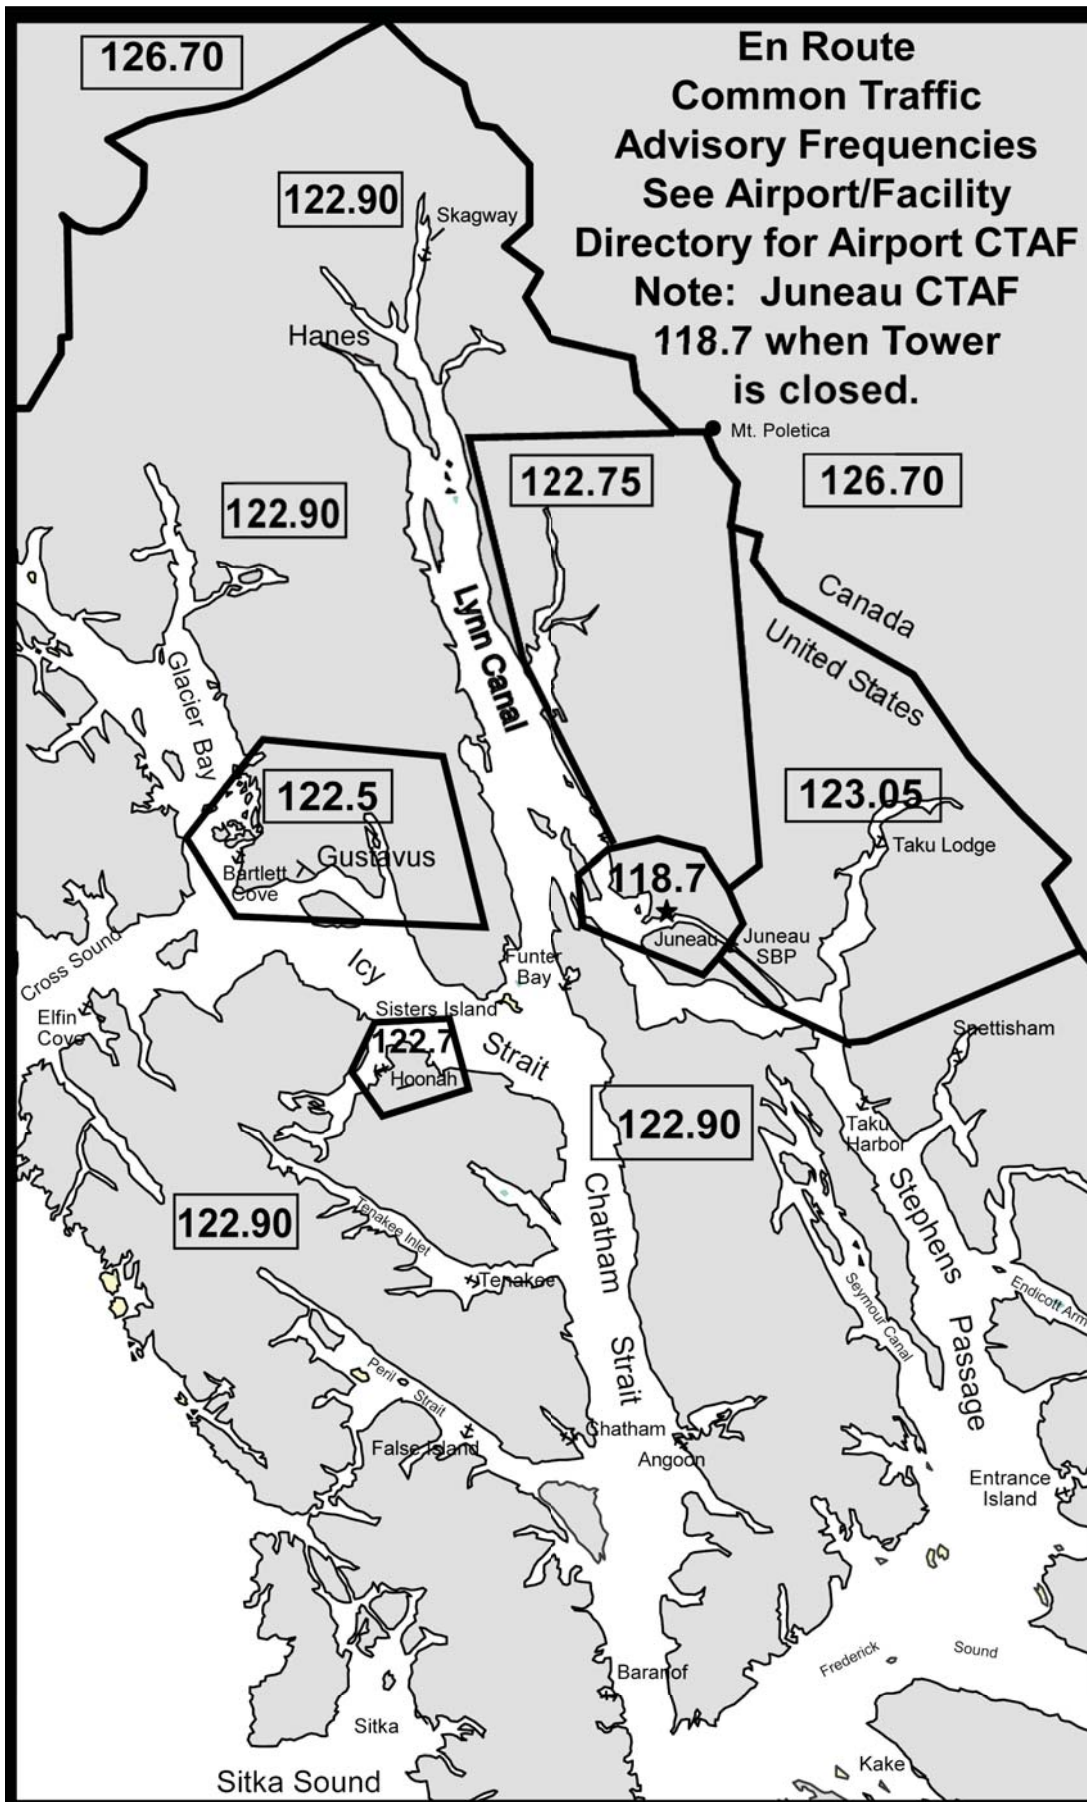 126.70
En Route
Common Traffic
Advisory Frequencies
See Airport/Facility
Directory for Airport CTAF
Note: Juneau CTAF
118.7 when Tower
is closed.
122.90
Skagway
Hanes
Mt. Poletica
122.75
126.70
122.90
Canada
United States
Lynn Canal
Glacier Bay
122.5
123.05
Taku Lodge
Gustavus
Bartlett
Cove
118.7
Juneau
Juneau
SBP
Cross Sound
Icy
Strait
Funter
Bay
Sisters Island
Elfin
Cove
122.7
Hoonah
Snettisham
122.90
Taku
Harbor
122.90
Tenakee Inlet
Tenakee
Chatham
Strait
Stephens
Passage
Seymour Canal
Endicott Arm
Peril
Strait
False Island
Chatham
Angoon
Entrance
Island
Baranof
Frederick
Sound
Sitka
Kake
Sitka Sound